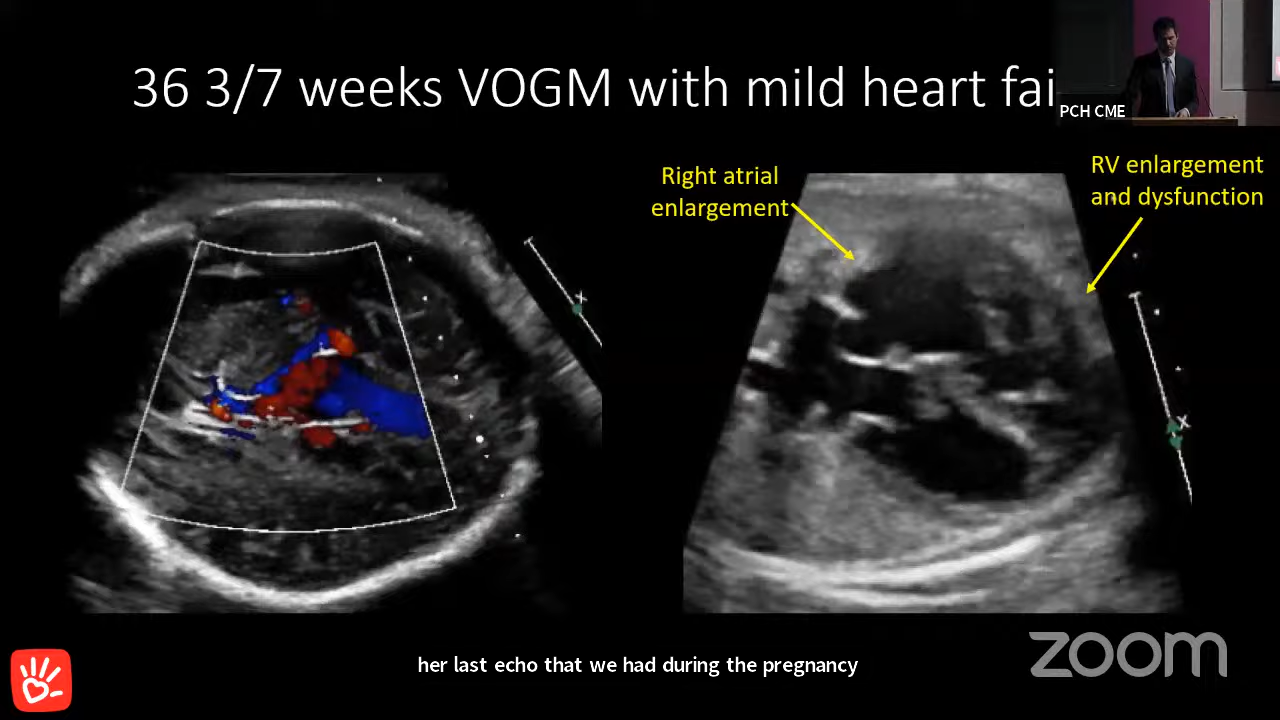 36 3/7 weeks VOGM with mild heart fai
PCH CME
Right atrial
enlargement
RV enlargement
and dysfunction
her last echo that we had during the pregnancy
zoom